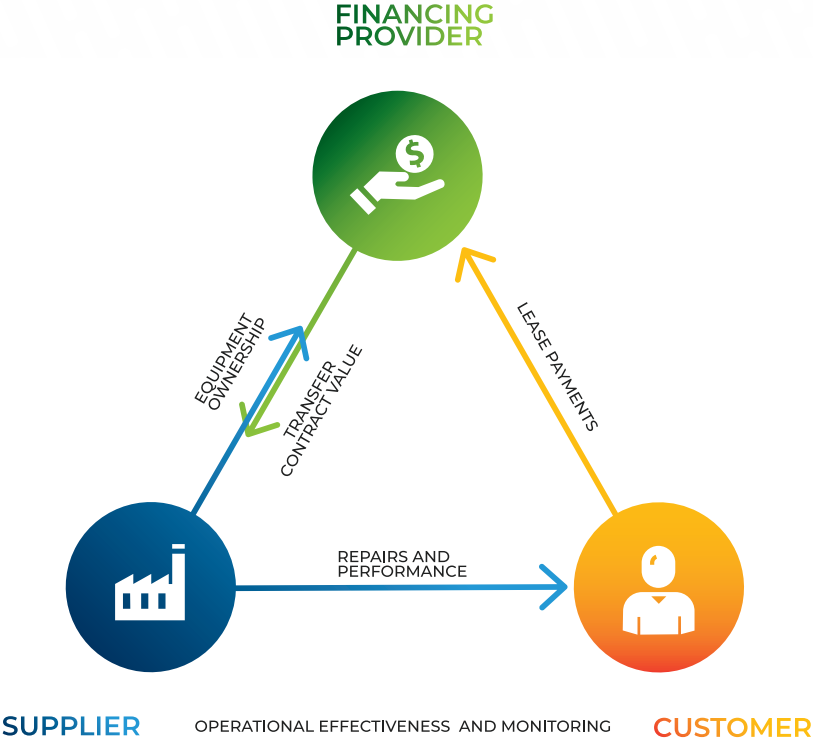 FINANCING
PROVIDER
EQUIPMENT
OWNERSHIP
TRANSFER
CONTRACT VALUE
LEASE PAYMENTS
REPAIRS AND
PERFORMANCE
SUPPLIER
OPERATIONAL EFFECTIVENESS AND MONITORING
CUSTOMER